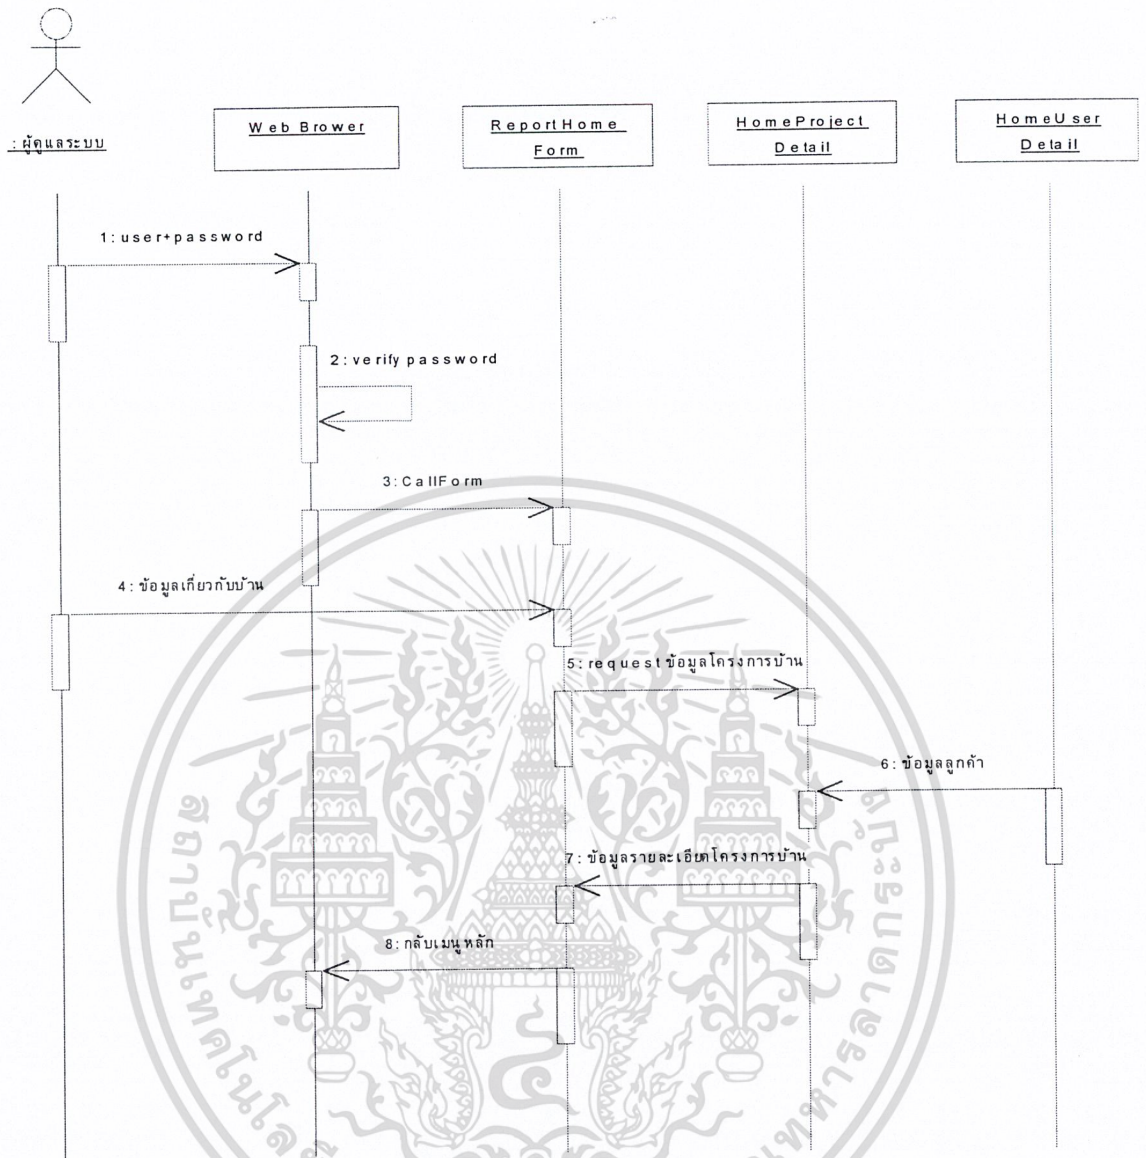 : ผู้ดูแลระบบ
Web Brower
ReportHome
Form
HomeProject
Detail
HomeUser
Detail
1: user+password
2: verify password
3: CallForm
4: ข้อมูลเกี่ยวกับบ้าน
5: request ข้อมูลโครงการบ้าน
6: ข้อมูลลูกค้า
7: ข้อมูลรายละเอียดโครงการบ้าน
8: กลับเมนูหลัก